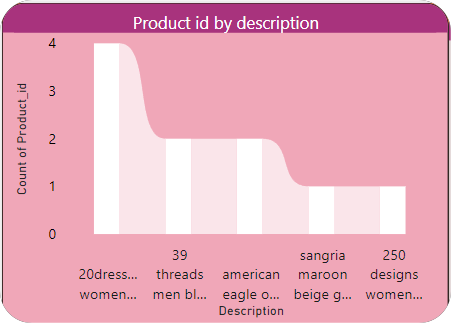 Product id by description
Count of Product_id
4
3
2
1
0
20dress...
women...
39
threads
men bl...
american
eagle o...
sangria
maroon
beige g...
250
designs
women...
Description